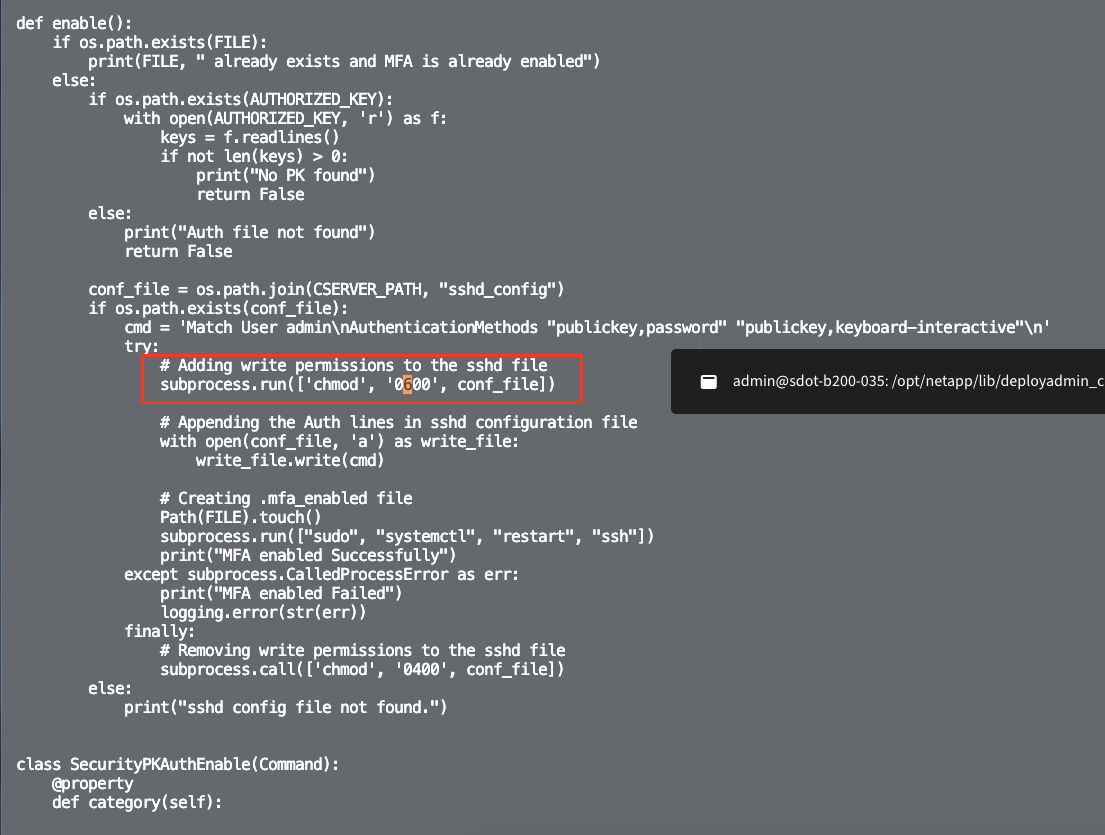 def enable():
    if os.path.exists(FILE):
        print(FILE, " already exists and MFA is already enabled")
    else:
        if os.path.exists(AUTHORIZED_KEY):
            with open(AUTHORIZED_KEY, 'r') as f:
                keys = f.readlines()
                if not len(keys) > 0:
                    print("No PK found")
                    return False
        else:
            print("Auth file not found")
            return False

        conf_file = os.path.join(CSERVER_PATH, "sshd_config")
        if os.path.exists(conf_file):
            cmd = 'Match User admin\nAuthenticationMethods "publickey,password" "publickey,keyboard-interactive"\n'
            try:
                # Adding write permissions to the sshd file
                subprocess.run(['chmod', '0600', conf_file])
admin@sdot-b200-035: /opt/netapp/lib/deployadmin_c

                # Appending the Auth lines in sshd configuration file
                with open(conf_file, 'a') as write_file:
                    write_file.write(cmd)

                # Creating .mfa_enabled file
                Path(FILE).touch()
                subprocess.run(["sudo", "systemctl", "restart", "ssh"])
                print("MFA enabled Successfully")
            except subprocess.CalledProcessError as err:
                print("MFA enabled Failed")
                logging.error(str(err))
            finally:
                # Removing write permissions to the sshd file
                subprocess.call(['chmod', '0400', conf_file])
        else:
            print("sshd config file not found.")


class SecurityPKAuthEnable(Command):
    @property
    def category(self):